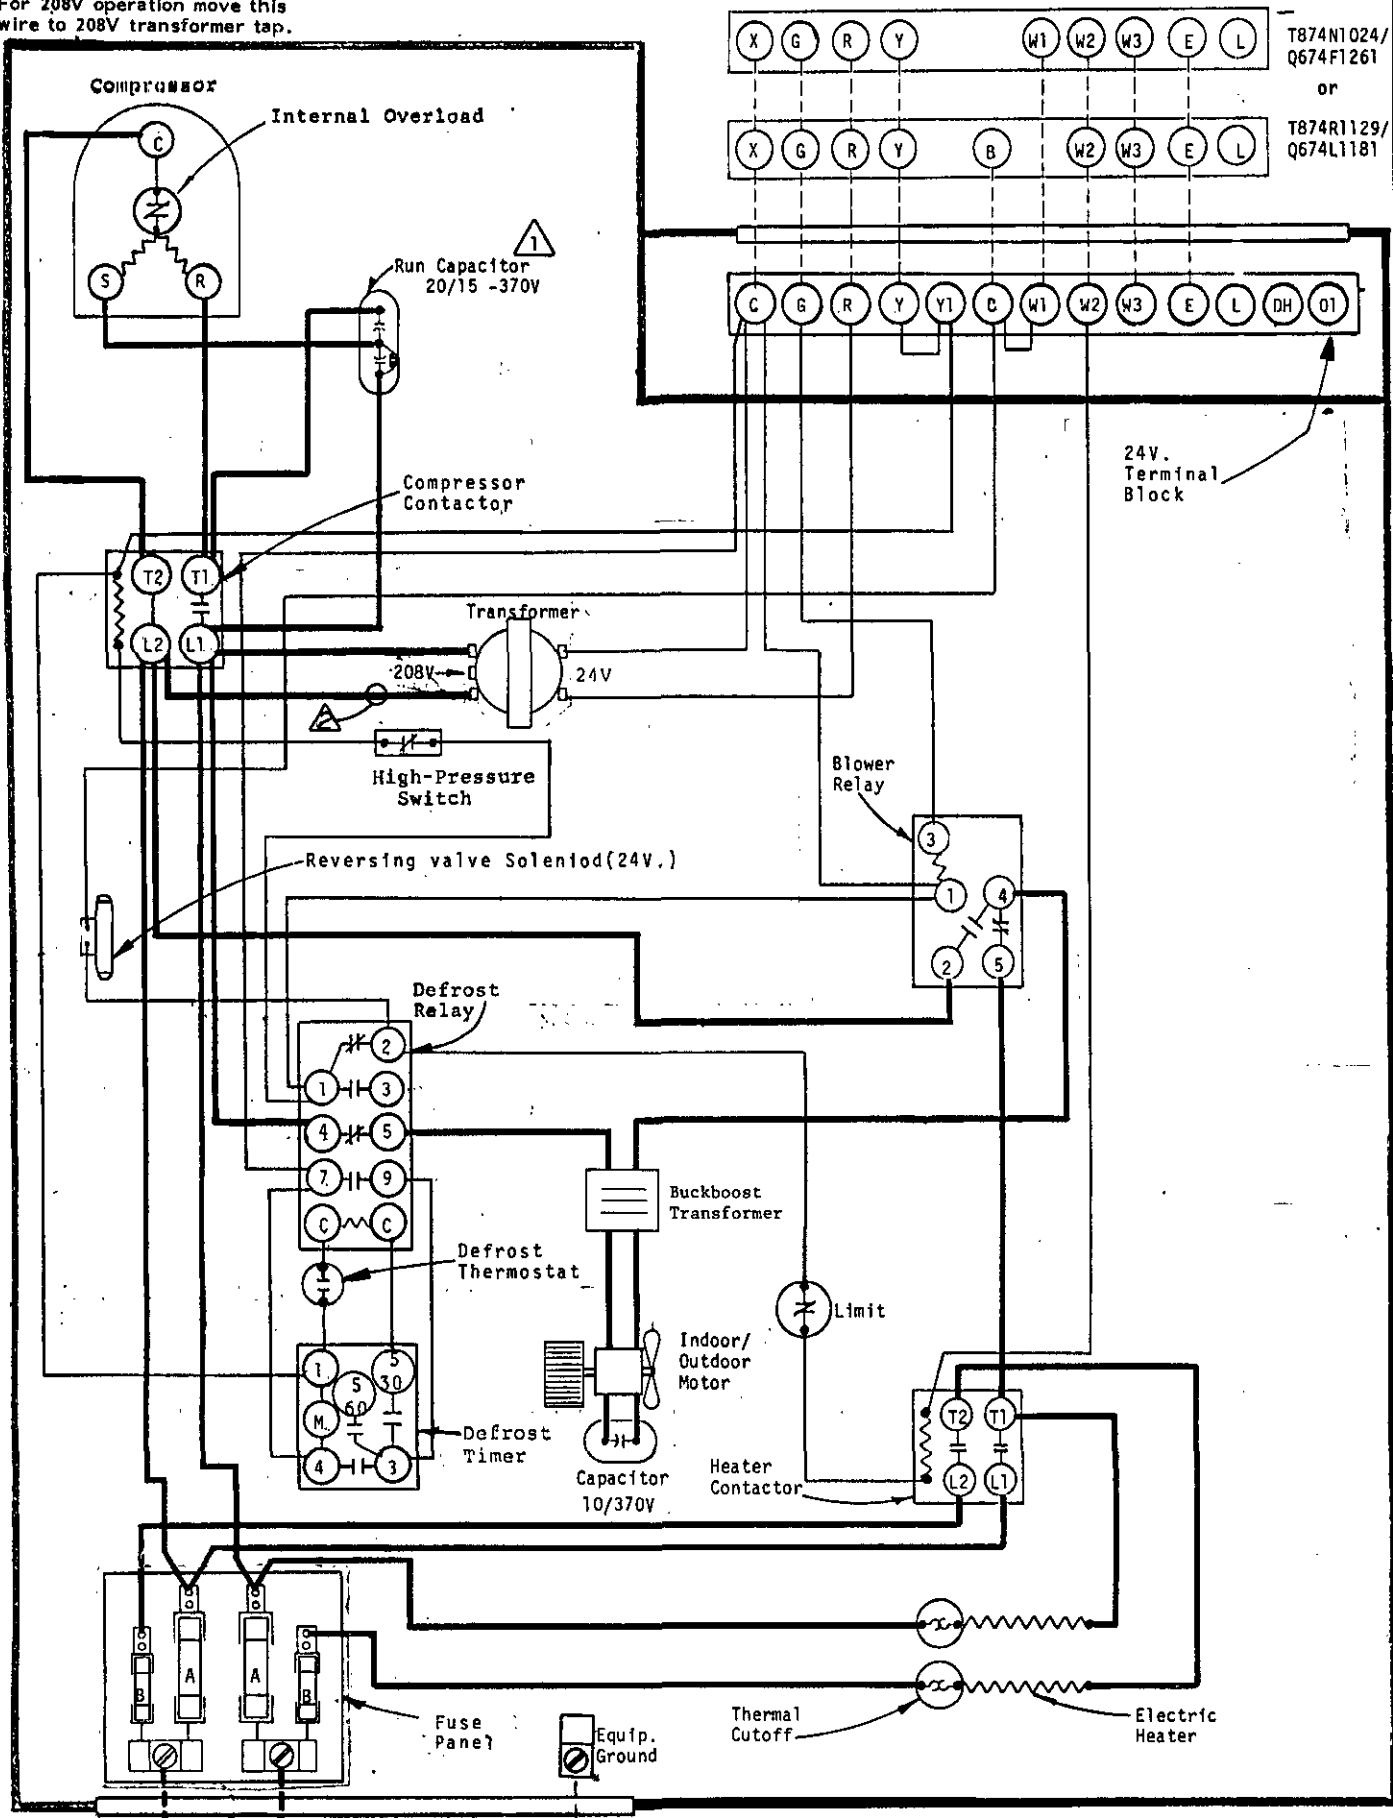 For 208V operation move this
wire to 208V transformer tap.
X G R Y W1 W2 W3 E L
T874N1024/
Q674F1261
or
X G R Y B W2 W3 E L
T874R1129/
Q674L1181
Compressor
Internal Overload
C
S R
1
Run Capacitor
20/15 -370V
C G R Y Y1 B W1 W2 W3 E L DH O1
24V.
Terminal
Block
Compressor
Contactor
T2 T1
L2 L1
Transformer
208V
24V
High-Pressure
Switch
Blower
Relay
3
1 4
2 5
Reversing valve Soleniod(24V.)
Defrost
Relay
2
1 3
4 5
7 9
C C
Buckboost
Transformer
Defrost
Thermostat
Limit
Indoor/
Outdoor
Motor
1 5
30
5
60
M
4 3
Defrost
Timer
Capacitor
10/370V
Heater
Contactor
T2 T1
L2 L1
B A A B
Fuse
Panel
Equip.
Ground
Thermal
Cutoff
Electric
Heater